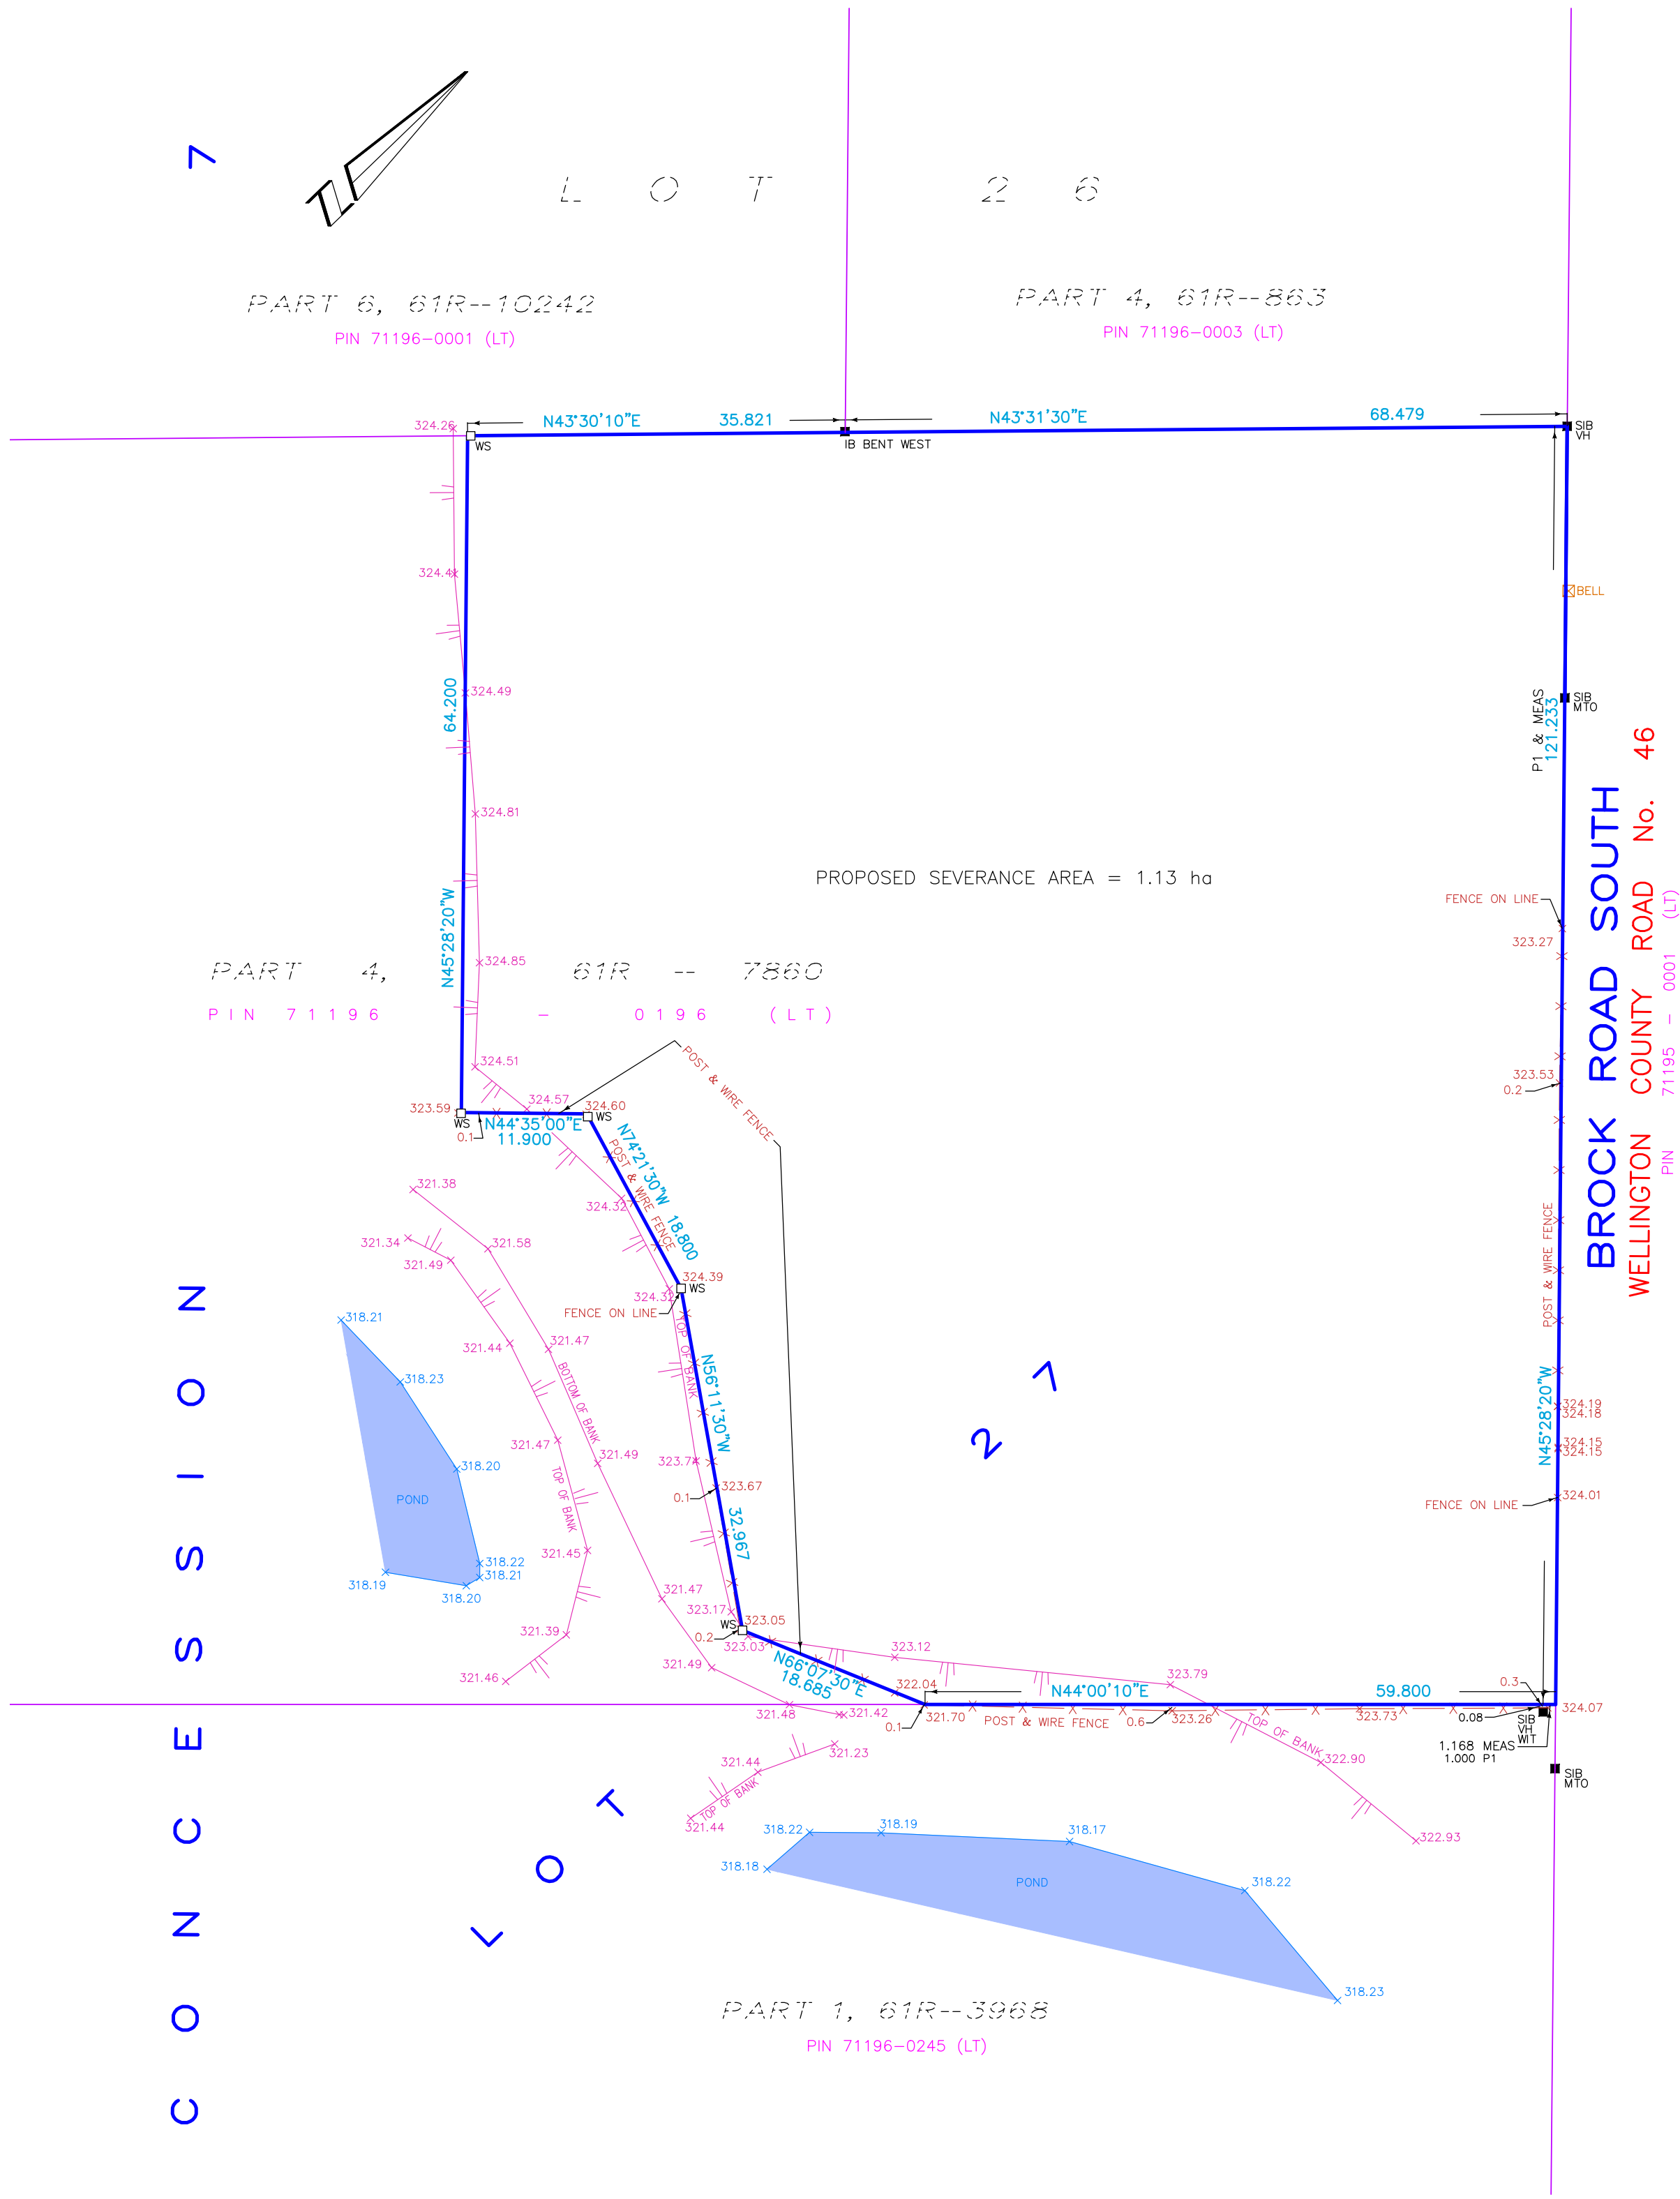 7
L O T 2 6
PART 6, 61R--10242
PIN 71196-0001 (LT)
PART 4, 61R--863
PIN 71196-0003 (LT)
324.26
N43°30'10"E 35.821
N43°31'30"E 68.479
WS
IB BENT WEST
SIB
VH
324.41
BELL
64.200
324.49
SIB
MTO
P1 & MEAS
121.233
324.81
PROPOSED SEVERANCE AREA = 1.13 ha
FENCE ON LINE
323.27
N45°28'20"W
324.85
PART 4, 61R -- 7860
PIN 71196 - 0196 (LT)
BROCK ROAD SOUTH
WELLINGTON COUNTY ROAD No. 46
PIN 71195 - 0001 (LT)
324.51
POST & WIRE FENCE
323.53
0.2
323.59
WS
0.1
324.57
324.60
WS
N44°35'00"E
11.900
N74°21'30"W 18.800
POST & WIRE FENCE
321.38
324.32
321.34
321.49
321.58
324.39
WS
324.32
FENCE ON LINE
318.21
321.44
321.47
TOP OF BANK
BOTTOM OF BANK
N56°11'30"W
32.967
318.23
POST & WIRE FENCE
N45°28'20"W
324.19
324.18
324.15
324.15
321.47
321.49
323.74
318.20
POND
TOP OF BANK
0.1
323.67
324.01
FENCE ON LINE
321.45
318.22
318.21
318.19
318.20
321.47
323.17
WS
323.05
0.2
323.03
321.39
321.46
321.49
323.12
N66°07'30"E
18.685
322.04
323.79
N44°00'10"E 59.800
0.3
321.48
321.42
0.1
321.70
POST & WIRE FENCE
0.6
323.26
323.73
0.08
SIB
VH
WIT
324.07
TOP OF BANK
1.168 MEAS
1.000 P1
321.23
321.44
TOP OF BANK
321.44
322.90
SIB
MTO
322.93
318.22
318.19
318.17
318.18
POND
318.22
318.23
CONCESSION
LOT 27
PART 1, 61R--3968
PIN 71196-0245 (LT)